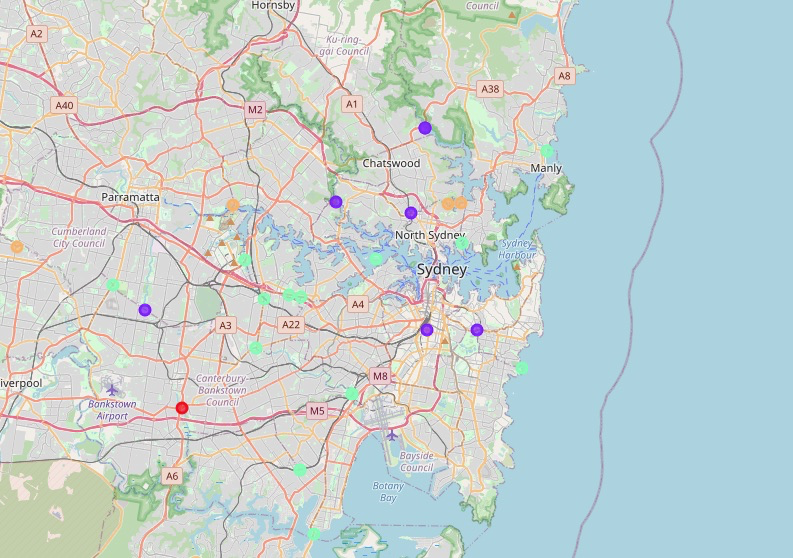 Hornsby
Council
A2
Ku-ring-
gai Council
A8
A38
A40
M2
A1
Chatswood
Manly
Parramatta
Cumberland
City Council
North Sydney
Sydney
Harbour
Sydney
A4
A3
A22
M8
iverpool
Canterbury-
Bankstown
Council
Bankstown
Airport
M5
Bayside
Council
A6
Botany
Bay